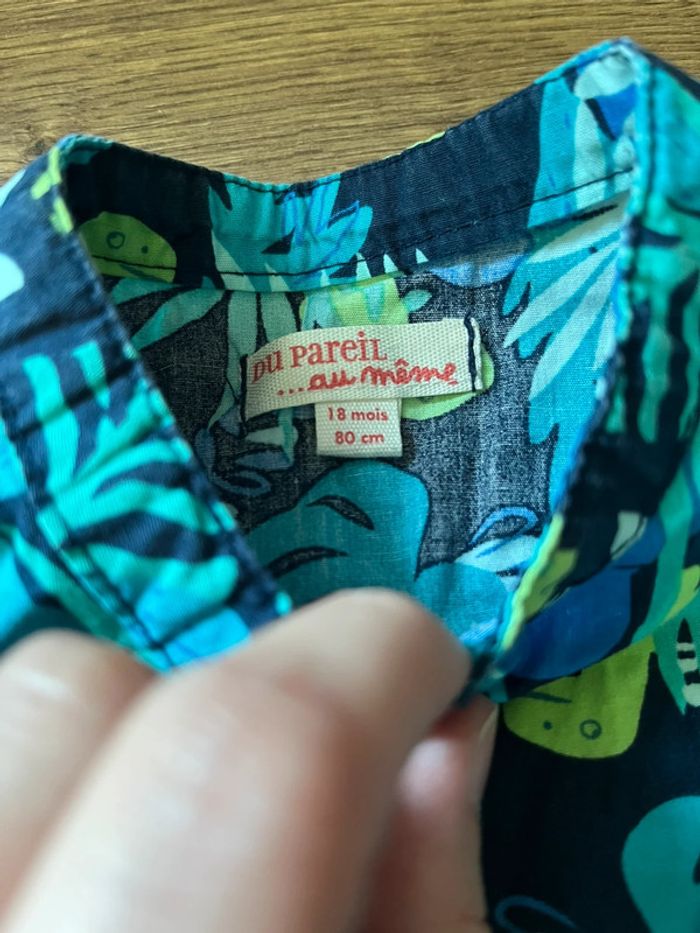 DU PAREIL
...au même
18 mois
80 cm